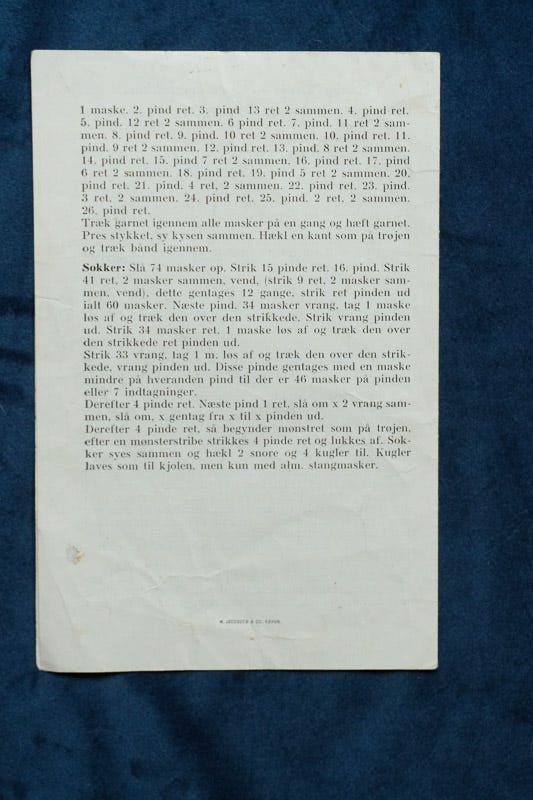 1 maske. 2. pind ret. 3. pind 13 ret 2 sammen. 4. pind ret.
5. pind. 12 ret 2 sammen. 6 pind ret. 7. pind. 11 ret 2 sam-
men. 8. pind ret. 9. pind. 10 ret 2 sammen. 10. pind ret. 11.
pind. 9 ret 2 sammen. 12. pind ret. 13. pind. 8 ret 2 sammen.
14. pind ret. 15. pind 7 ret 2 sammen. 16. pind ret. 17. pind
6 ret 2 sammen. 18. pind ret. 19. pind 5 ret 2 sammen. 20.
pind ret. 21. pind. 4 ret, 2 sammen. 22. pind ret. 23. pind.
3 ret. 2 sammen. 24. pind ret. 25. pind. 2 ret. 2 sammen.
26. pind ret.
Træk garnet igennem alle masker på en gang og hæft garnet.
Pres stykket, sy kysen sammen. Hækl en kant som på trøjen
og træk bånd igennem.
Sokker: Slå 74 masker op. Strik 15 pinde ret. 16. pind. Strik
41 ret, 2 masker sammen, vend, (strik 9 ret, 2 masker sam-
men, vend), dette gentages 12 gange, strik ret pinden ud
ialt 60 masker. Næste pind. 34 masker vrang, tag 1 maske
løs af og træk den over den strikkede. Strik vrang pinden
ud. Strik 34 masker ret. 1 maske løs af og træk den over
den strikkede ret pinden ud.
Strik 33 vrang, tag 1 m. løs af og træk den over den strik-
kede, vrang pinden ud. Disse pinde gentages med en maske
mindre på hveranden pind til der er 46 masker på pinden
eller 7 indtagninger.
Derefter 4 pinde ret. Næste pind 1 ret, slå om x 2 vrang sam-
men, slå om, x gentag fra x til x pinden ud.
Derefter 4 pinde ret, så begynder mønstret som på trøjen,
efter en mønsterstribe strikkes 4 pinde ret og lukkes af. Sok-
ker syes sammen og hækl 2 snore og 4 kugler til. Kugler
laves som til kjolen, men kun med alm. stangmasker.